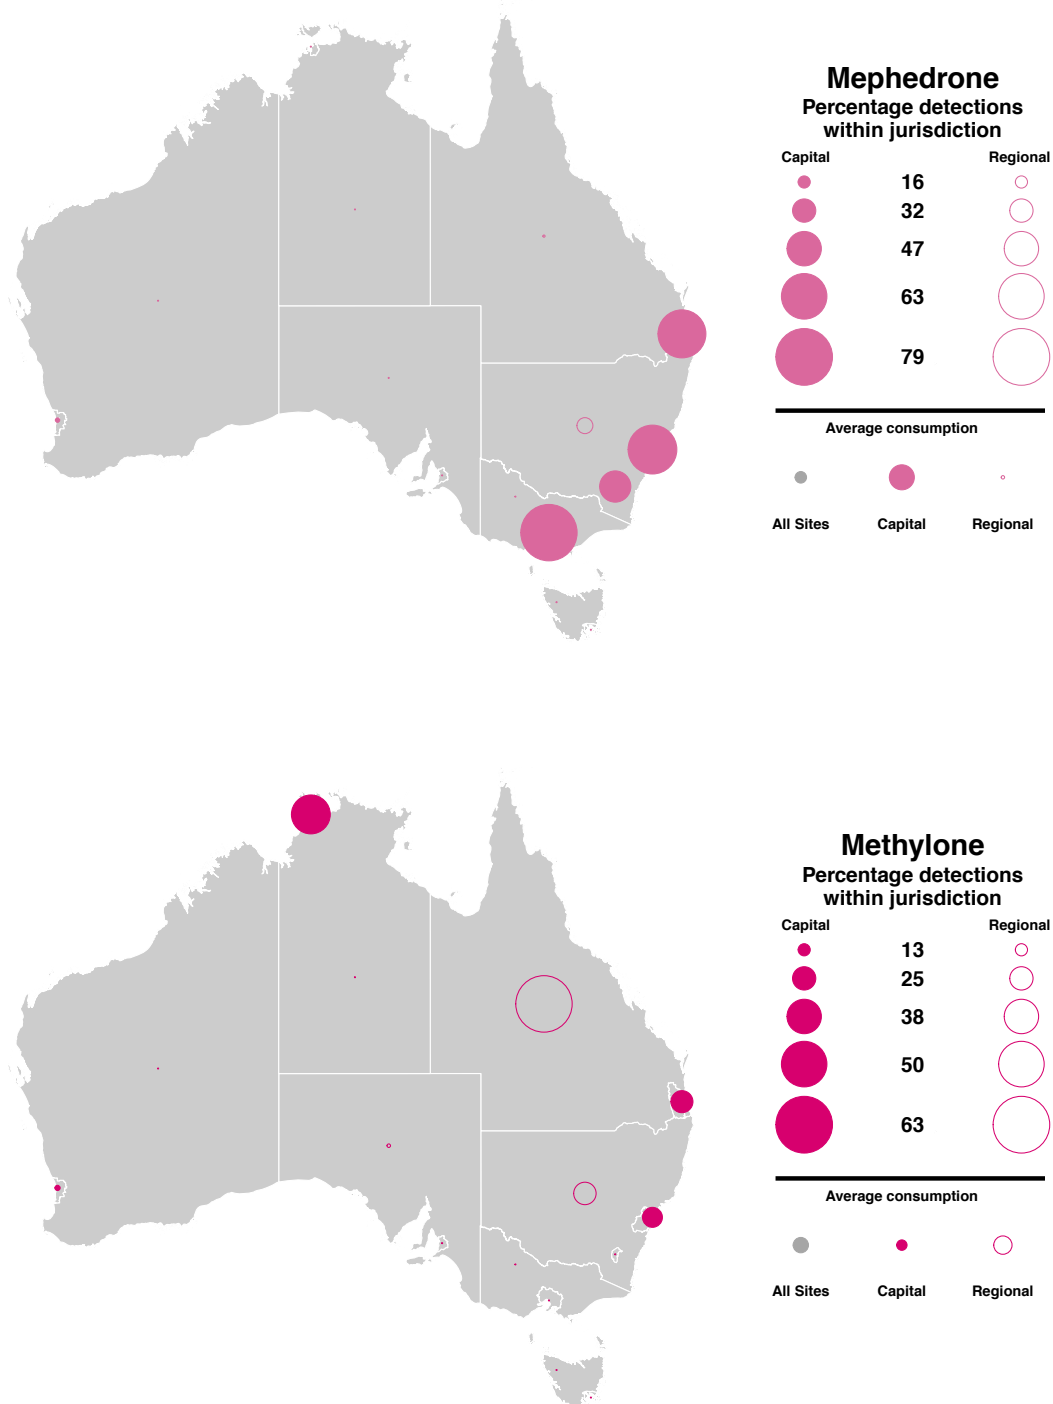 Mephedrone
Percentage detections
within jurisdiction
Capital Regional
16
32
47
63
79
Average consumption
All Sites Capital Regional
Methylone
Percentage detections
within jurisdiction
Capital Regional
13
25
38
50
63
Average consumption
All Sites Capital Regional